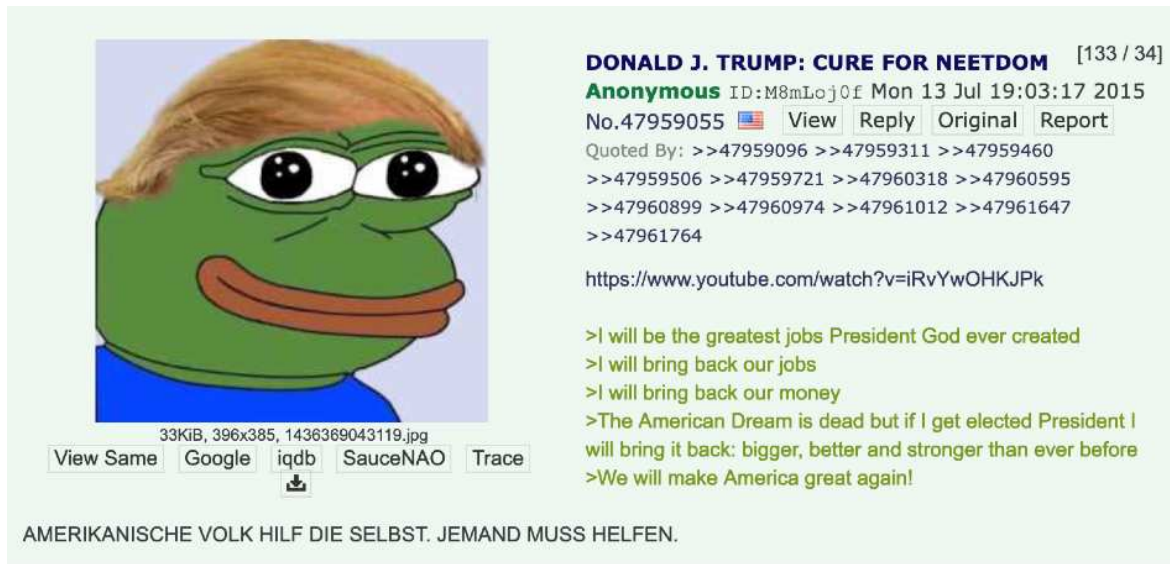 DONALD J. TRUMP: CURE FOR NEETDOM [133 / 34]
Anonymous ID:M8mLoj0f Mon 13 Jul 19:03:17 2015
No.47959055 View Reply Original Report
Quoted By: >>47959096 >>47959311 >>47959460
>>47959506 >>47959721 >>47960318 >>47960595
>>47960899 >>47960974 >>47961012 >>47961647
>>47961764
https://www.youtube.com/watch?v=iRvYwOHKJPk
>I will be the greatest jobs President God ever created
>I will bring back our jobs
>I will bring back our money
>The American Dream is dead but if I get elected President I
will bring it back: bigger, better and stronger than ever before
>We will make America great again!
33KiB, 396x385, 1436369043119.jpg
View Same Google iqdb SauceNAO Trace
AMERIKANISCHE VOLK HILF DIE SELBST. JEMAND MUSS HELFEN.